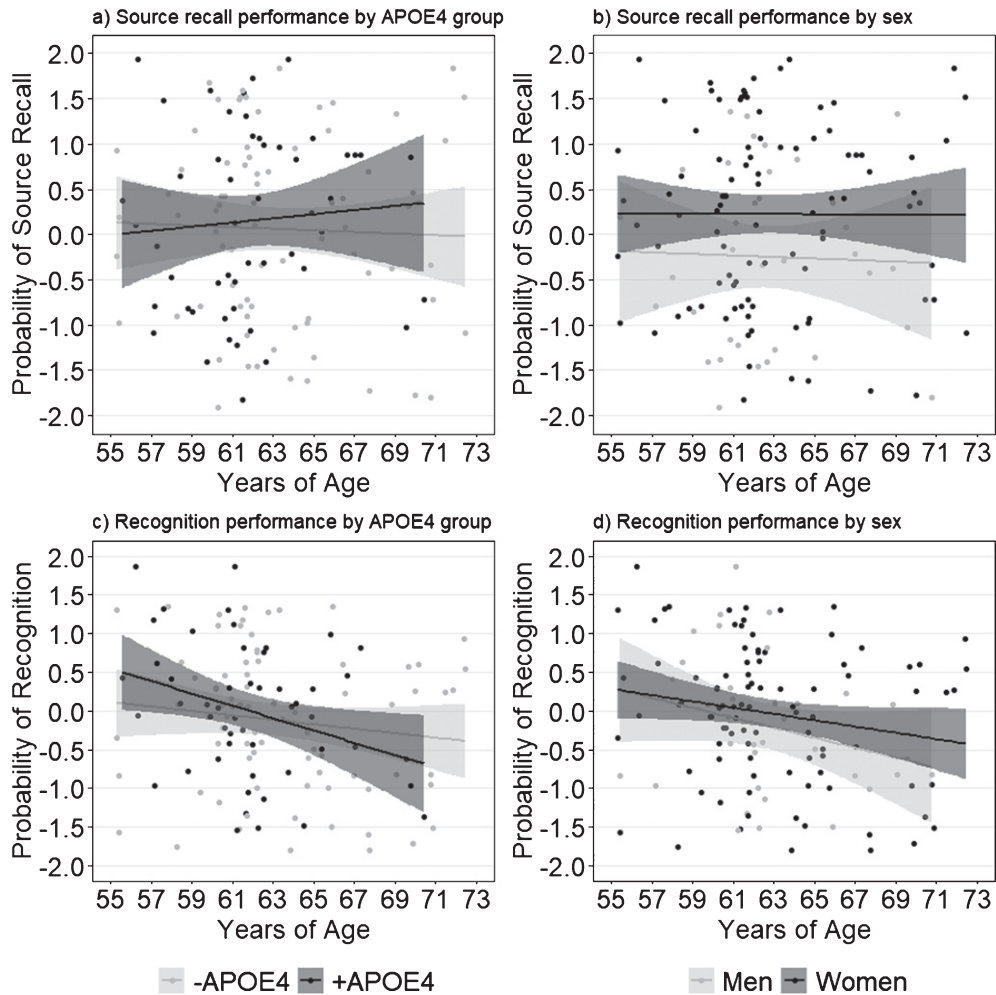 a) Source recall performance by APOE4 group
b) Source recall performance by sex
Probability of Source Recall
2.0
1.5
1.0
0.5
0.0
-0.5
-1.0
-1.5
-2.0
55 57 59 61 63 65 67 69 71 73
Years of Age
Probability of Source Recall
2.0
1.5
1.0
0.5
0.0
-0.5
-1.0
-1.5
-2.0
55 57 59 61 63 65 67 69 71 73
Years of Age
c) Recognition performance by APOE4 group
d) Recognition performance by sex
Probability of Recognition
2.0
1.5
1.0
0.5
0.0
-0.5
-1.0
-1.5
-2.0
55 57 59 61 63 65 67 69 71 73
Years of Age
Probability of Recognition
2.0
1.5
1.0
0.5
0.0
-0.5
-1.0
-1.5
-2.0
55 57 59 61 63 65 67 69 71 73
Years of Age
-APOE4 +APOE4
Men Women